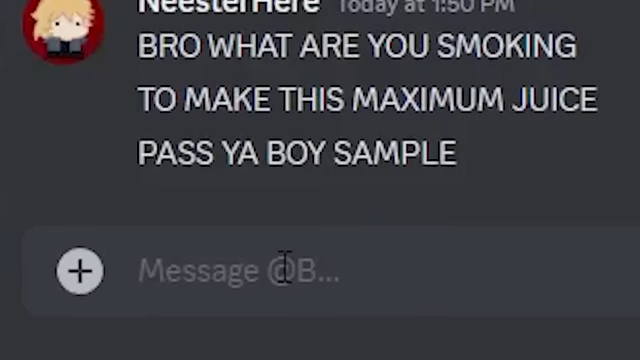 NeesterHere Today at 1:50 PM
BRO WHAT ARE YOU SMOKING
TO MAKE THIS MAXIMUM JUICE
PASS YA BOY SAMPLE
Message @B...